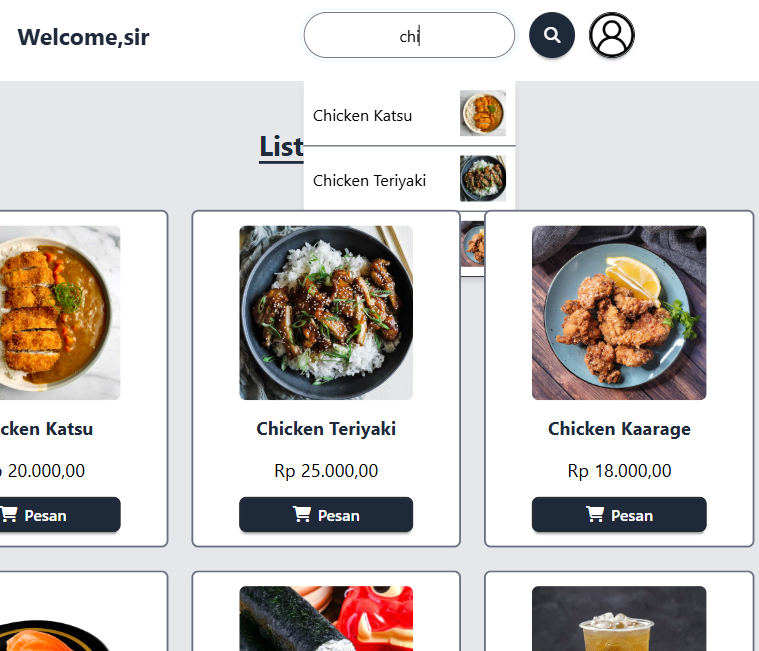 Welcome,sir
chi
Chicken Katsu
List
Chicken Teriyaki
cken Katsu
Chicken Teriyaki
Chicken Kaarage
20.000,00
Rp 25.000,00
Rp 18.000,00
Pesan
Pesan
Pesan